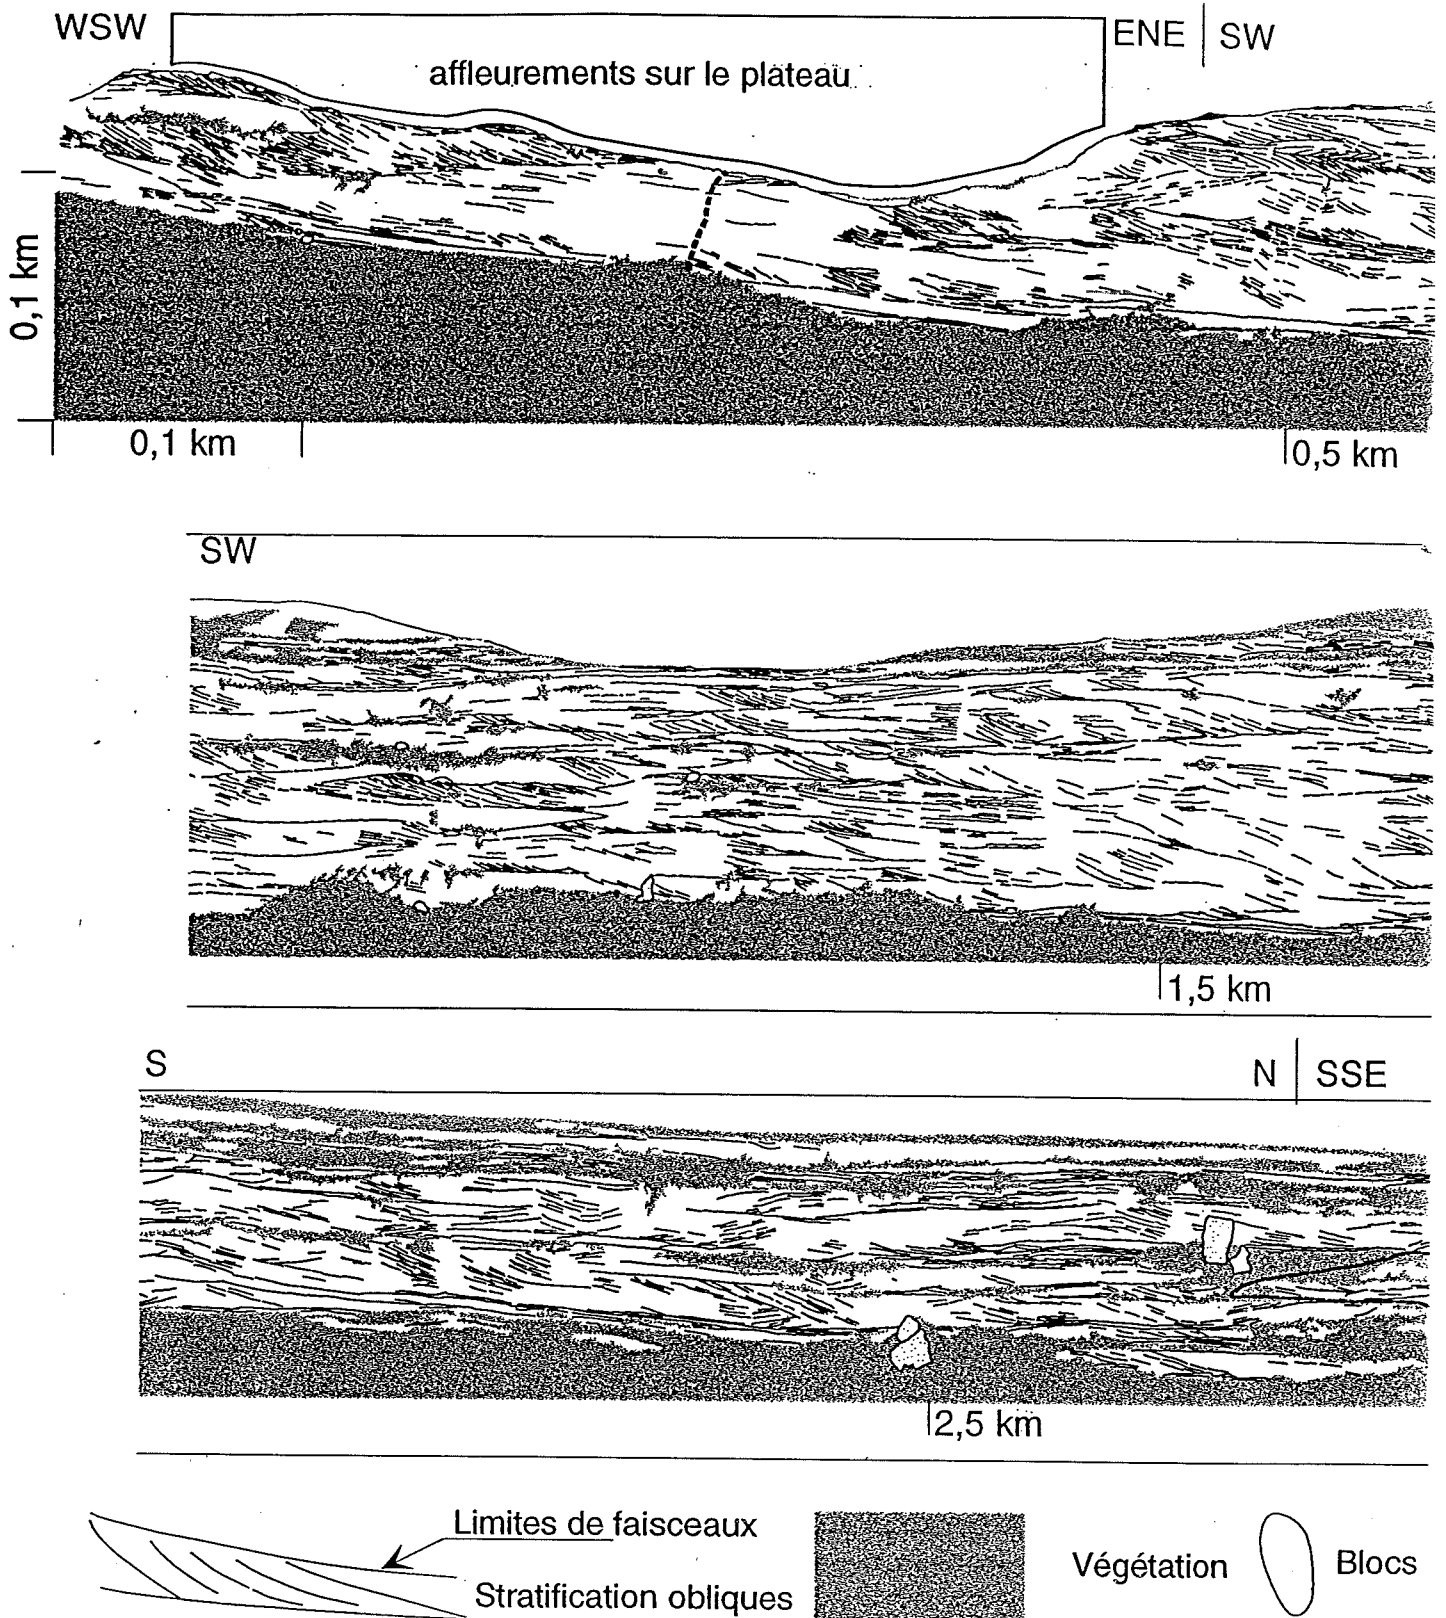 WSW
ENE | SW
affleurements sur le plateau
0,1 km
0,1 km
0,5 km
SW
1,5 km
S
N | SSE
2,5 km
Limites de faisceaux
Stratification obliques
Végétation
Blocs